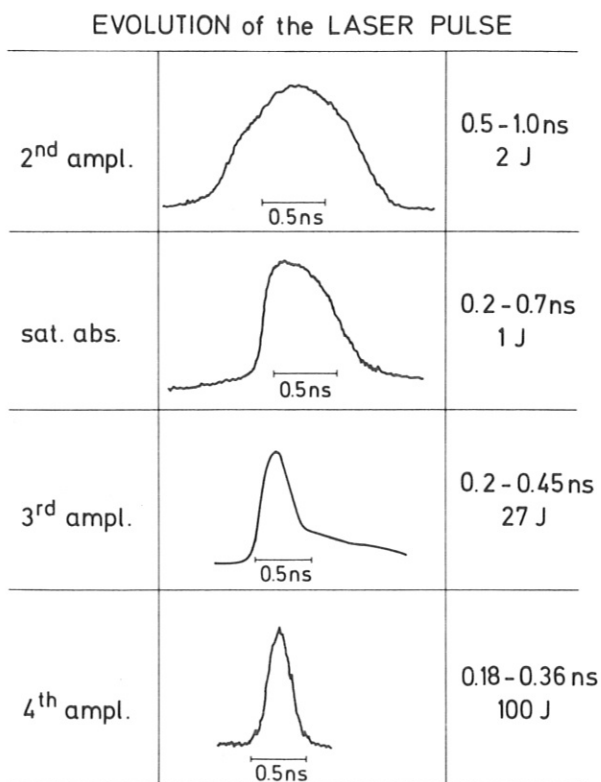 EVOLUTION of the LASER PULSE
2nd ampl.
0.5ns
0.5 - 1.0 ns
2 J
sat. abs.
0.5ns
0.2 - 0.7ns
1 J
3rd ampl.
0.5ns
0.2 - 0.45 ns
27 J
4th ampl.
0.5ns
0.18 - 0.36 ns
100 J